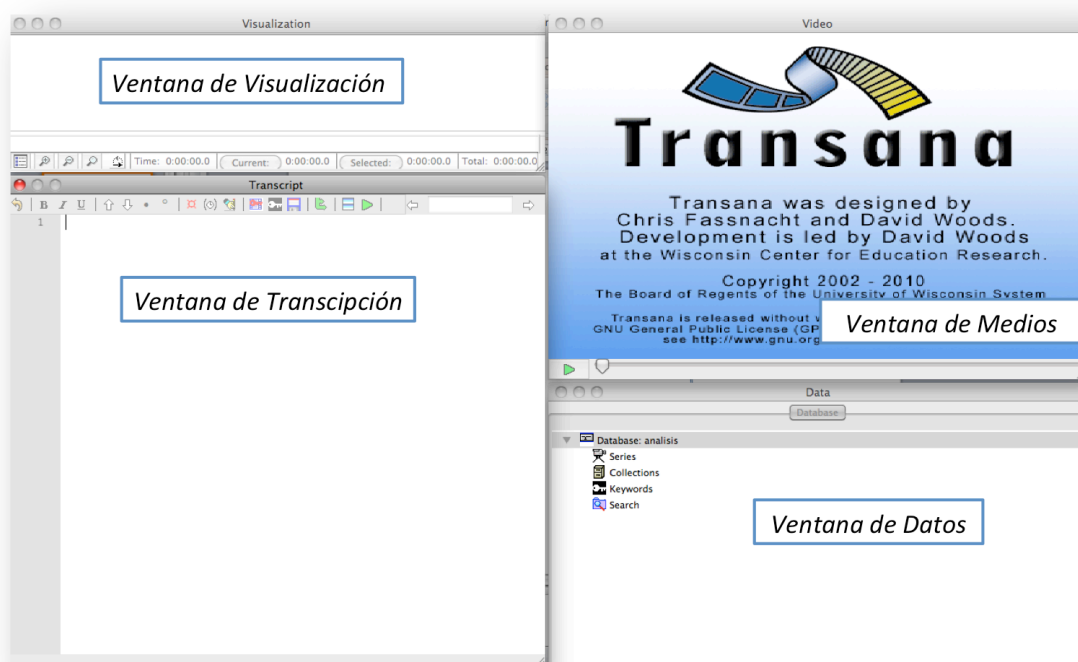 Visualization
Ventana de Visualización
Time: 0:00:00.0 Current: 0:00:00.0 Selected: 0:00:00.0 Total: 0:00:00.0
Transcript
B I U
1
Ventana de Transcipción
Video
Transana
Transana was designed by
Chris Fassnacht and David Woods.
Development is led by David Woods
at the Wisconsin Center for Education Research.
Copyright 2002 - 2010
The Board of Regents of the University of Wisconsin System
Transana is released without
GNU General Public License (GP
see http://www.gnu.org
Ventana de Medios
Data
Database
Database: analisis
Series
Collections
Keywords
Search
Ventana de Datos